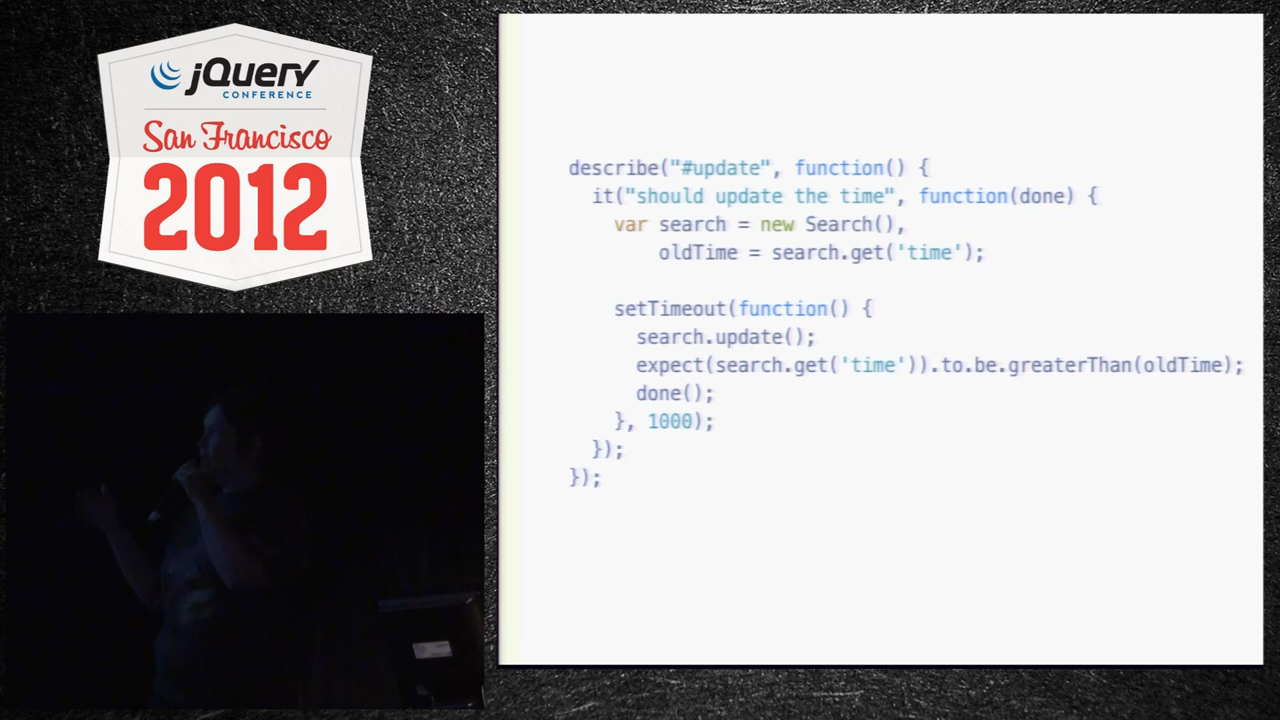 jQuery
CONFERENCE
San Francisco
2012
describe("#update", function() {
  it("should update the time", function(done) {
    var search = new Search(),
        oldTime = search.get('time');

    setTimeout(function() {
      search.update();
      expect(search.get('time')).to.be.greaterThan(oldTime);
      done();
    }, 1000);
  });
});